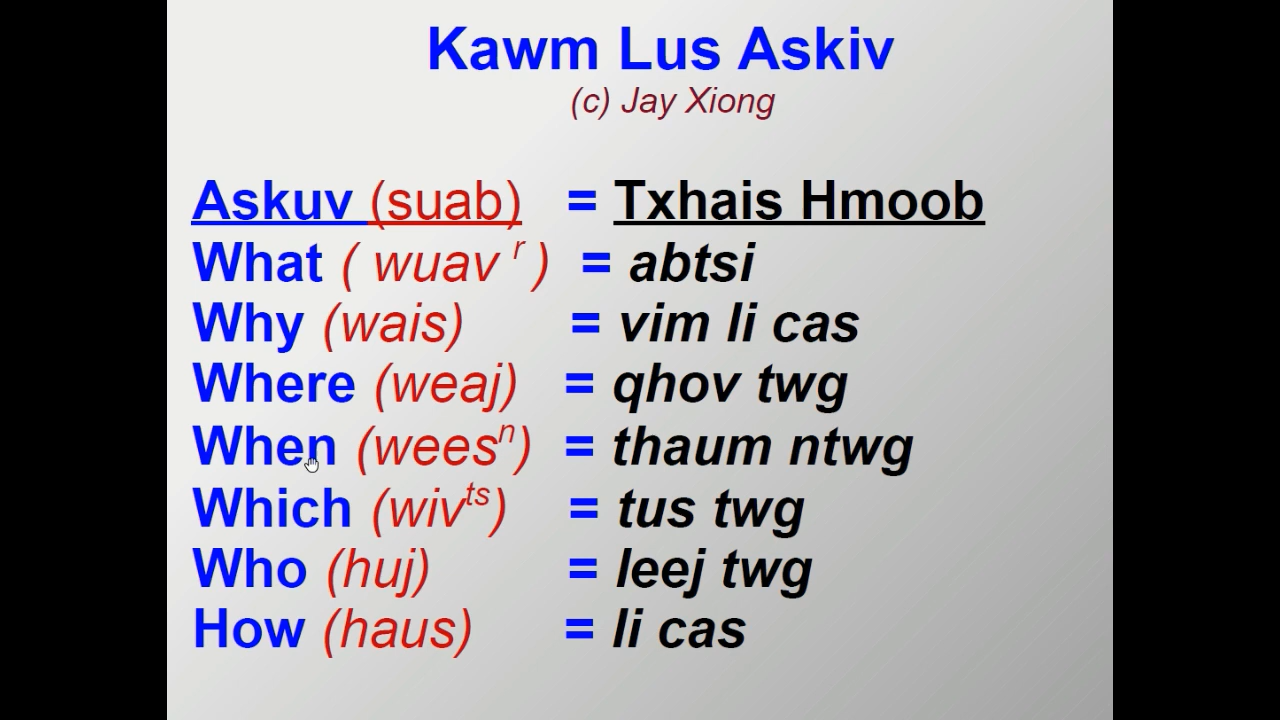 Kawm Lus Askiv
(c) Jay Xiong
Askuv (suab) = Txhais Hmoob
What ( wuav r ) = abtsi
Why (wais) = vim li cas
Where (weaj) = qhov twg
When (weesn) = thaum ntwg
Which (wivts) = tus twg
Who (huj) = leej twg
How (haus) = li cas